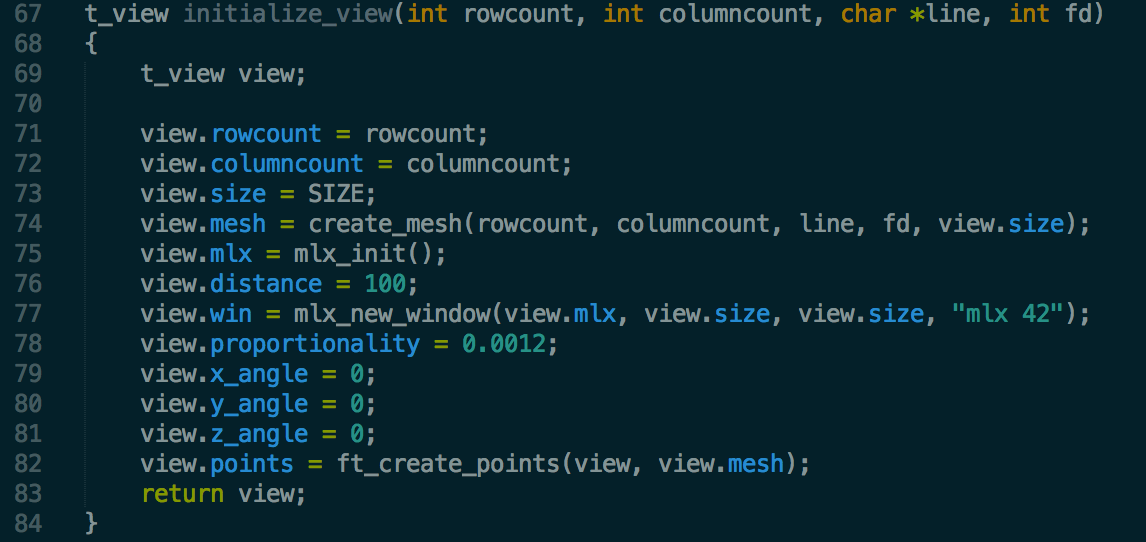 67 t_view initialize_view(int rowcount, int columncount, char *line, int fd)
68 {
69     t_view view;
70
71     view.rowcount = rowcount;
72     view.columncount = columncount;
73     view.size = SIZE;
74     view.mesh = create_mesh(rowcount, columncount, line, fd, view.size);
75     view.mlx = mlx_init();
76     view.distance = 100;
77     view.win = mlx_new_window(view.mlx, view.size, view.size, "mlx 42");
78     view.proportionality = 0.0012;
79     view.x_angle = 0;
80     view.y_angle = 0;
81     view.z_angle = 0;
82     view.points = ft_create_points(view, view.mesh);
83     return view;
84 }